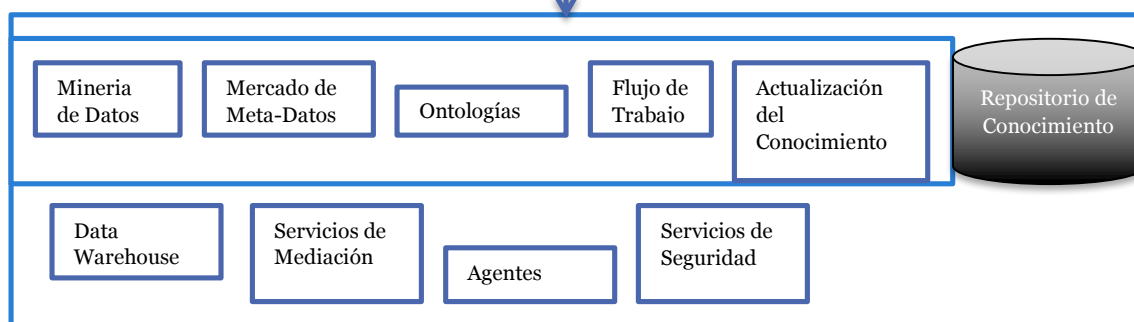 Mineria
de Datos
Mercado de
Meta-Datos
Ontologías
Flujo de
Trabajo
Actualización
del
Conocimiento
Repositorio de
Conocimiento
Data
Warehouse
Servicios de
Mediación
Agentes
Servicios de
Seguridad